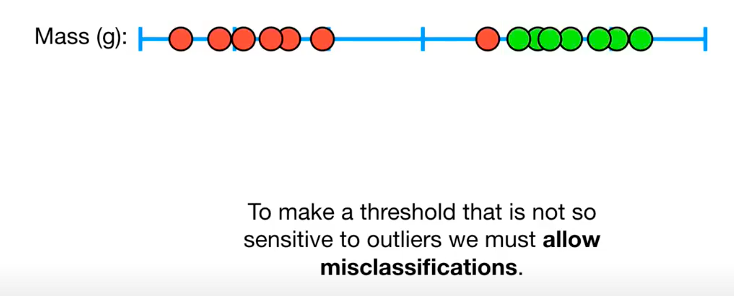 Mass (g):
To make a threshold that is not so
sensitive to outliers we must allow
misclassifications.